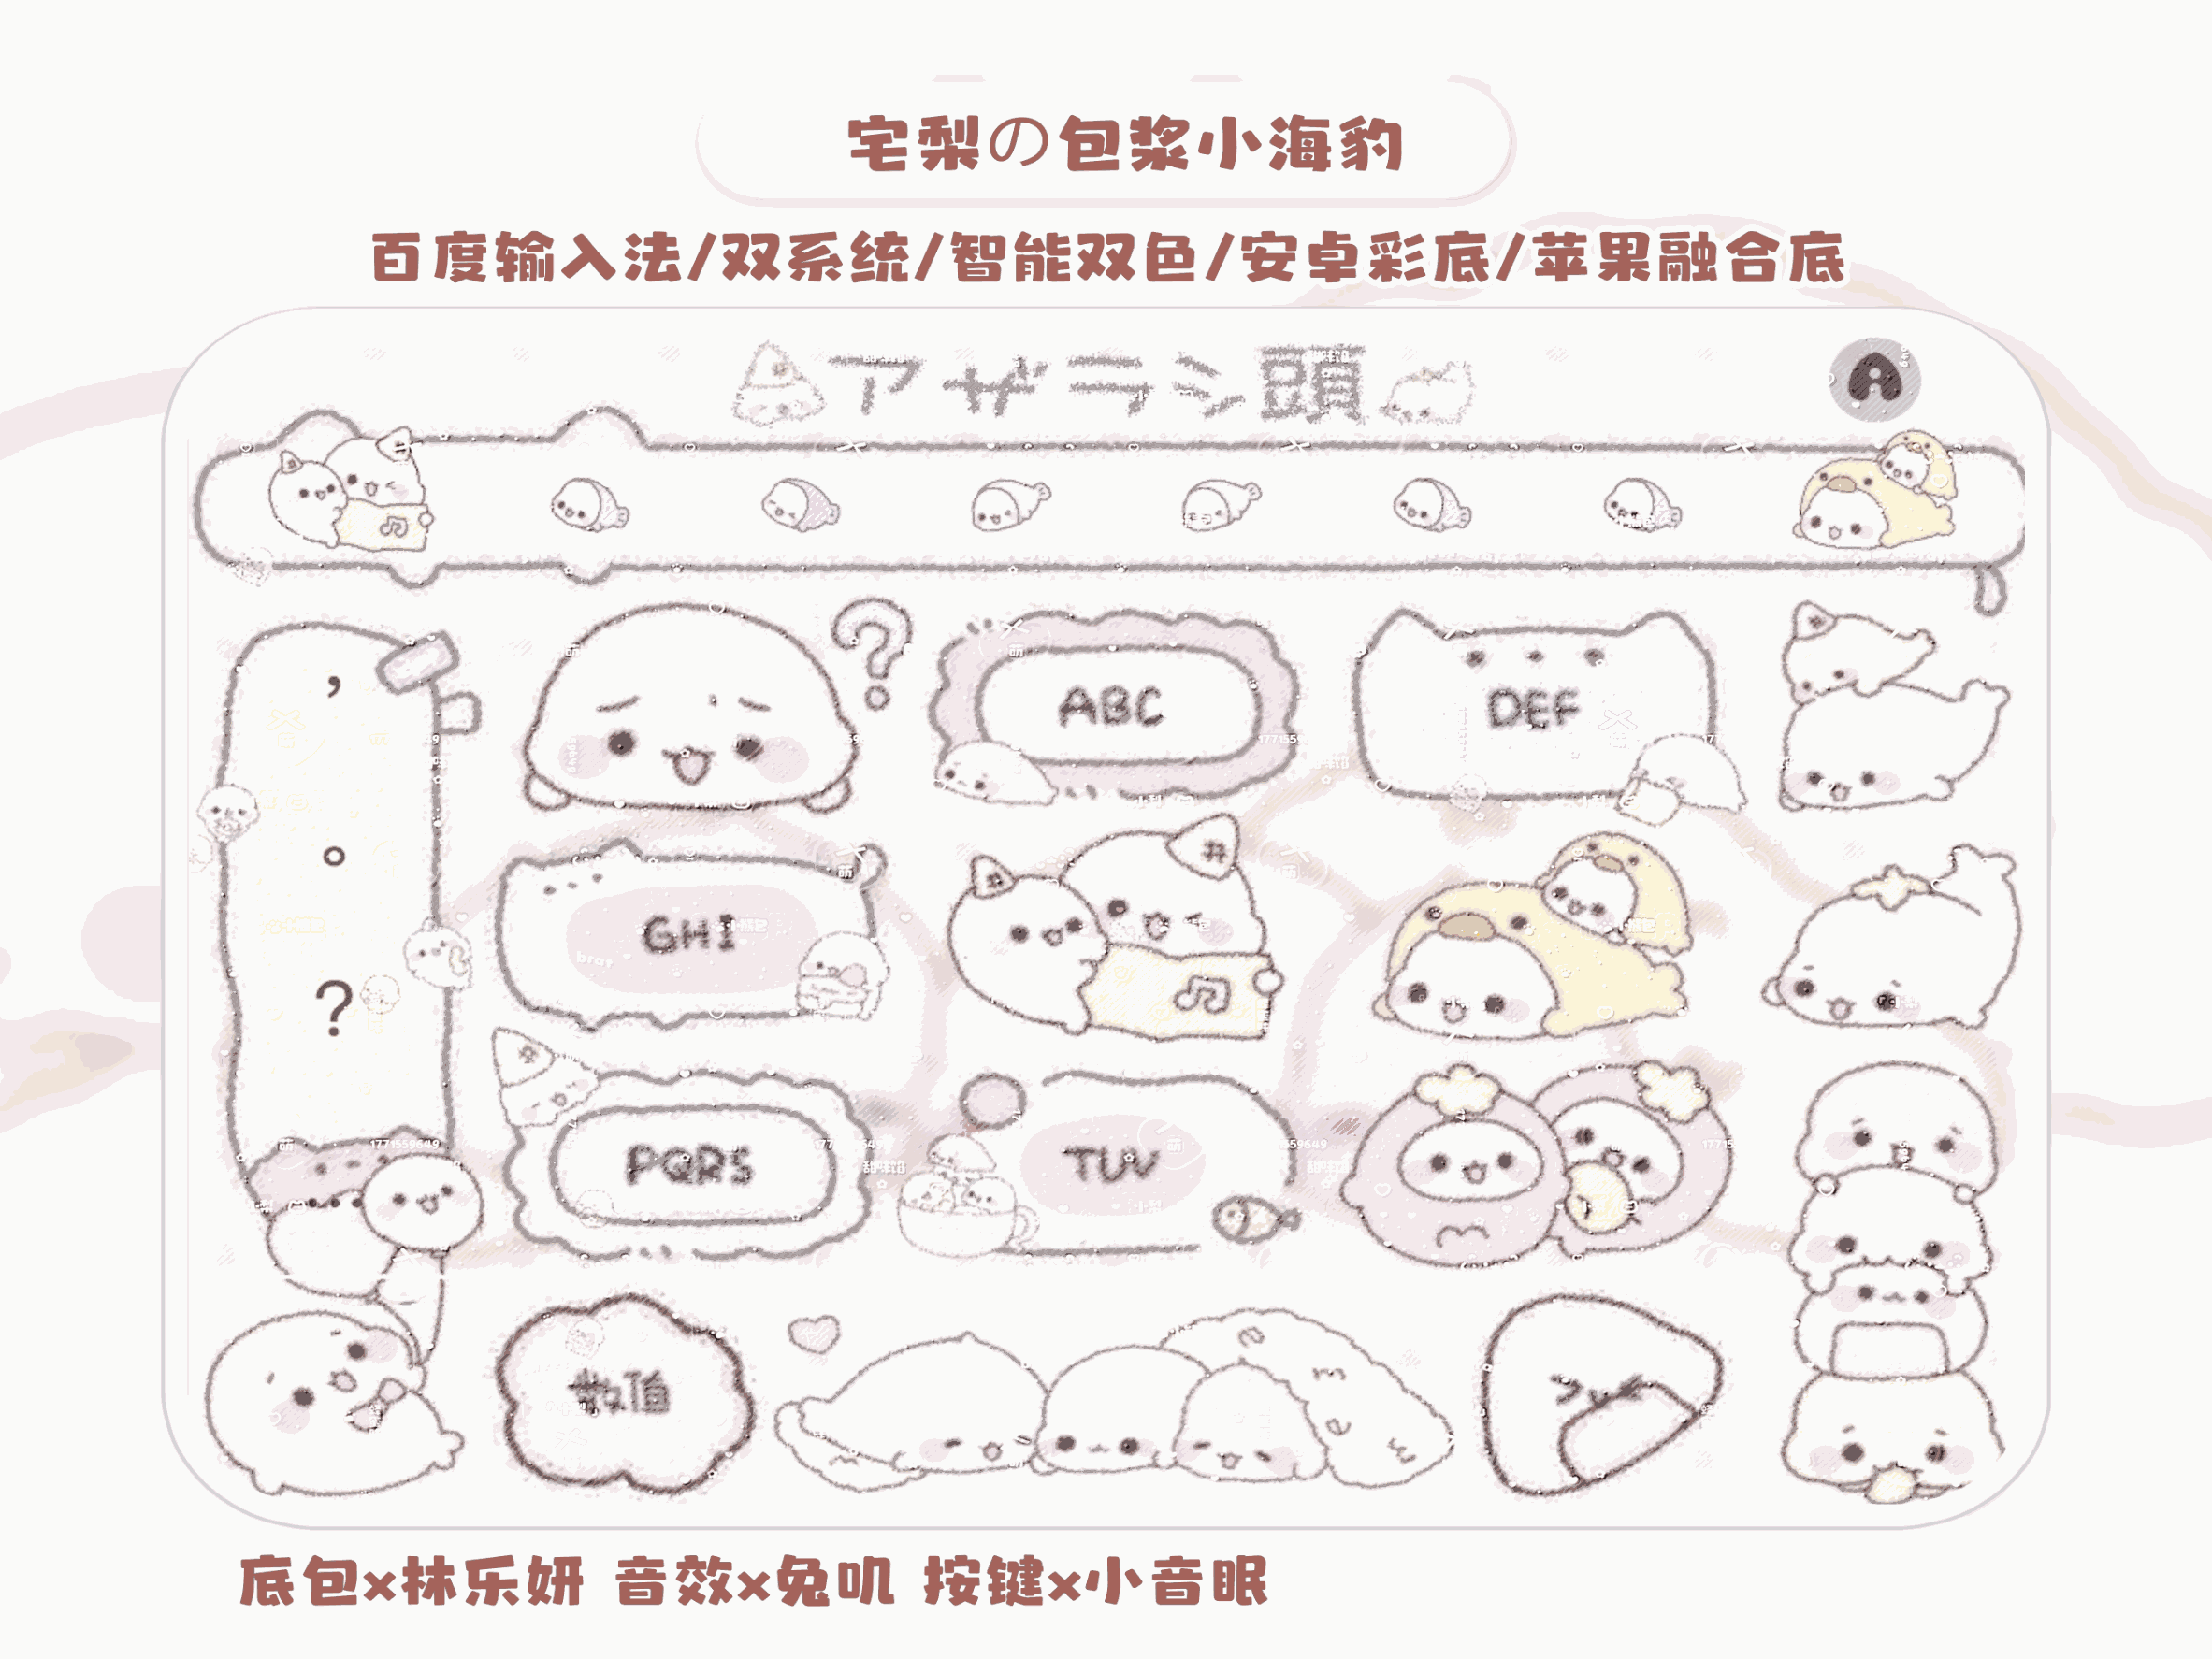 宅梨の包浆小海豹
百度输入法/双系统/智能双色/安卓彩底/苹果融合底
アザラシ頭
A
,
ABC
DEF
。
GHI
?
PQRS
TUV
1771559649
数值
底包×林乐妍 音效×兔叽 按键×小音眠